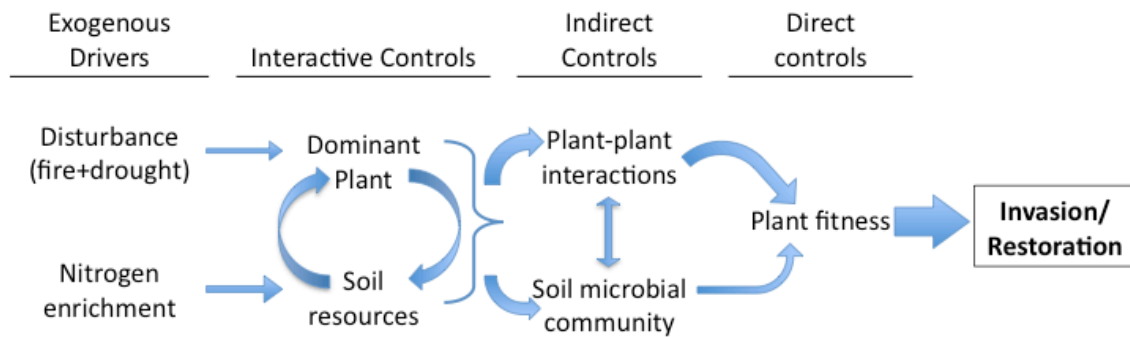 Exogenous
Drivers
Interactive Controls
Indirect
Controls
Direct
controls
Disturbance
(fire+drought)
Dominant
Plant
Plant-plant
interactions
Plant fitness
Invasion/
Restoration
Nitrogen
enrichment
Soil
resources
Soil microbial
community